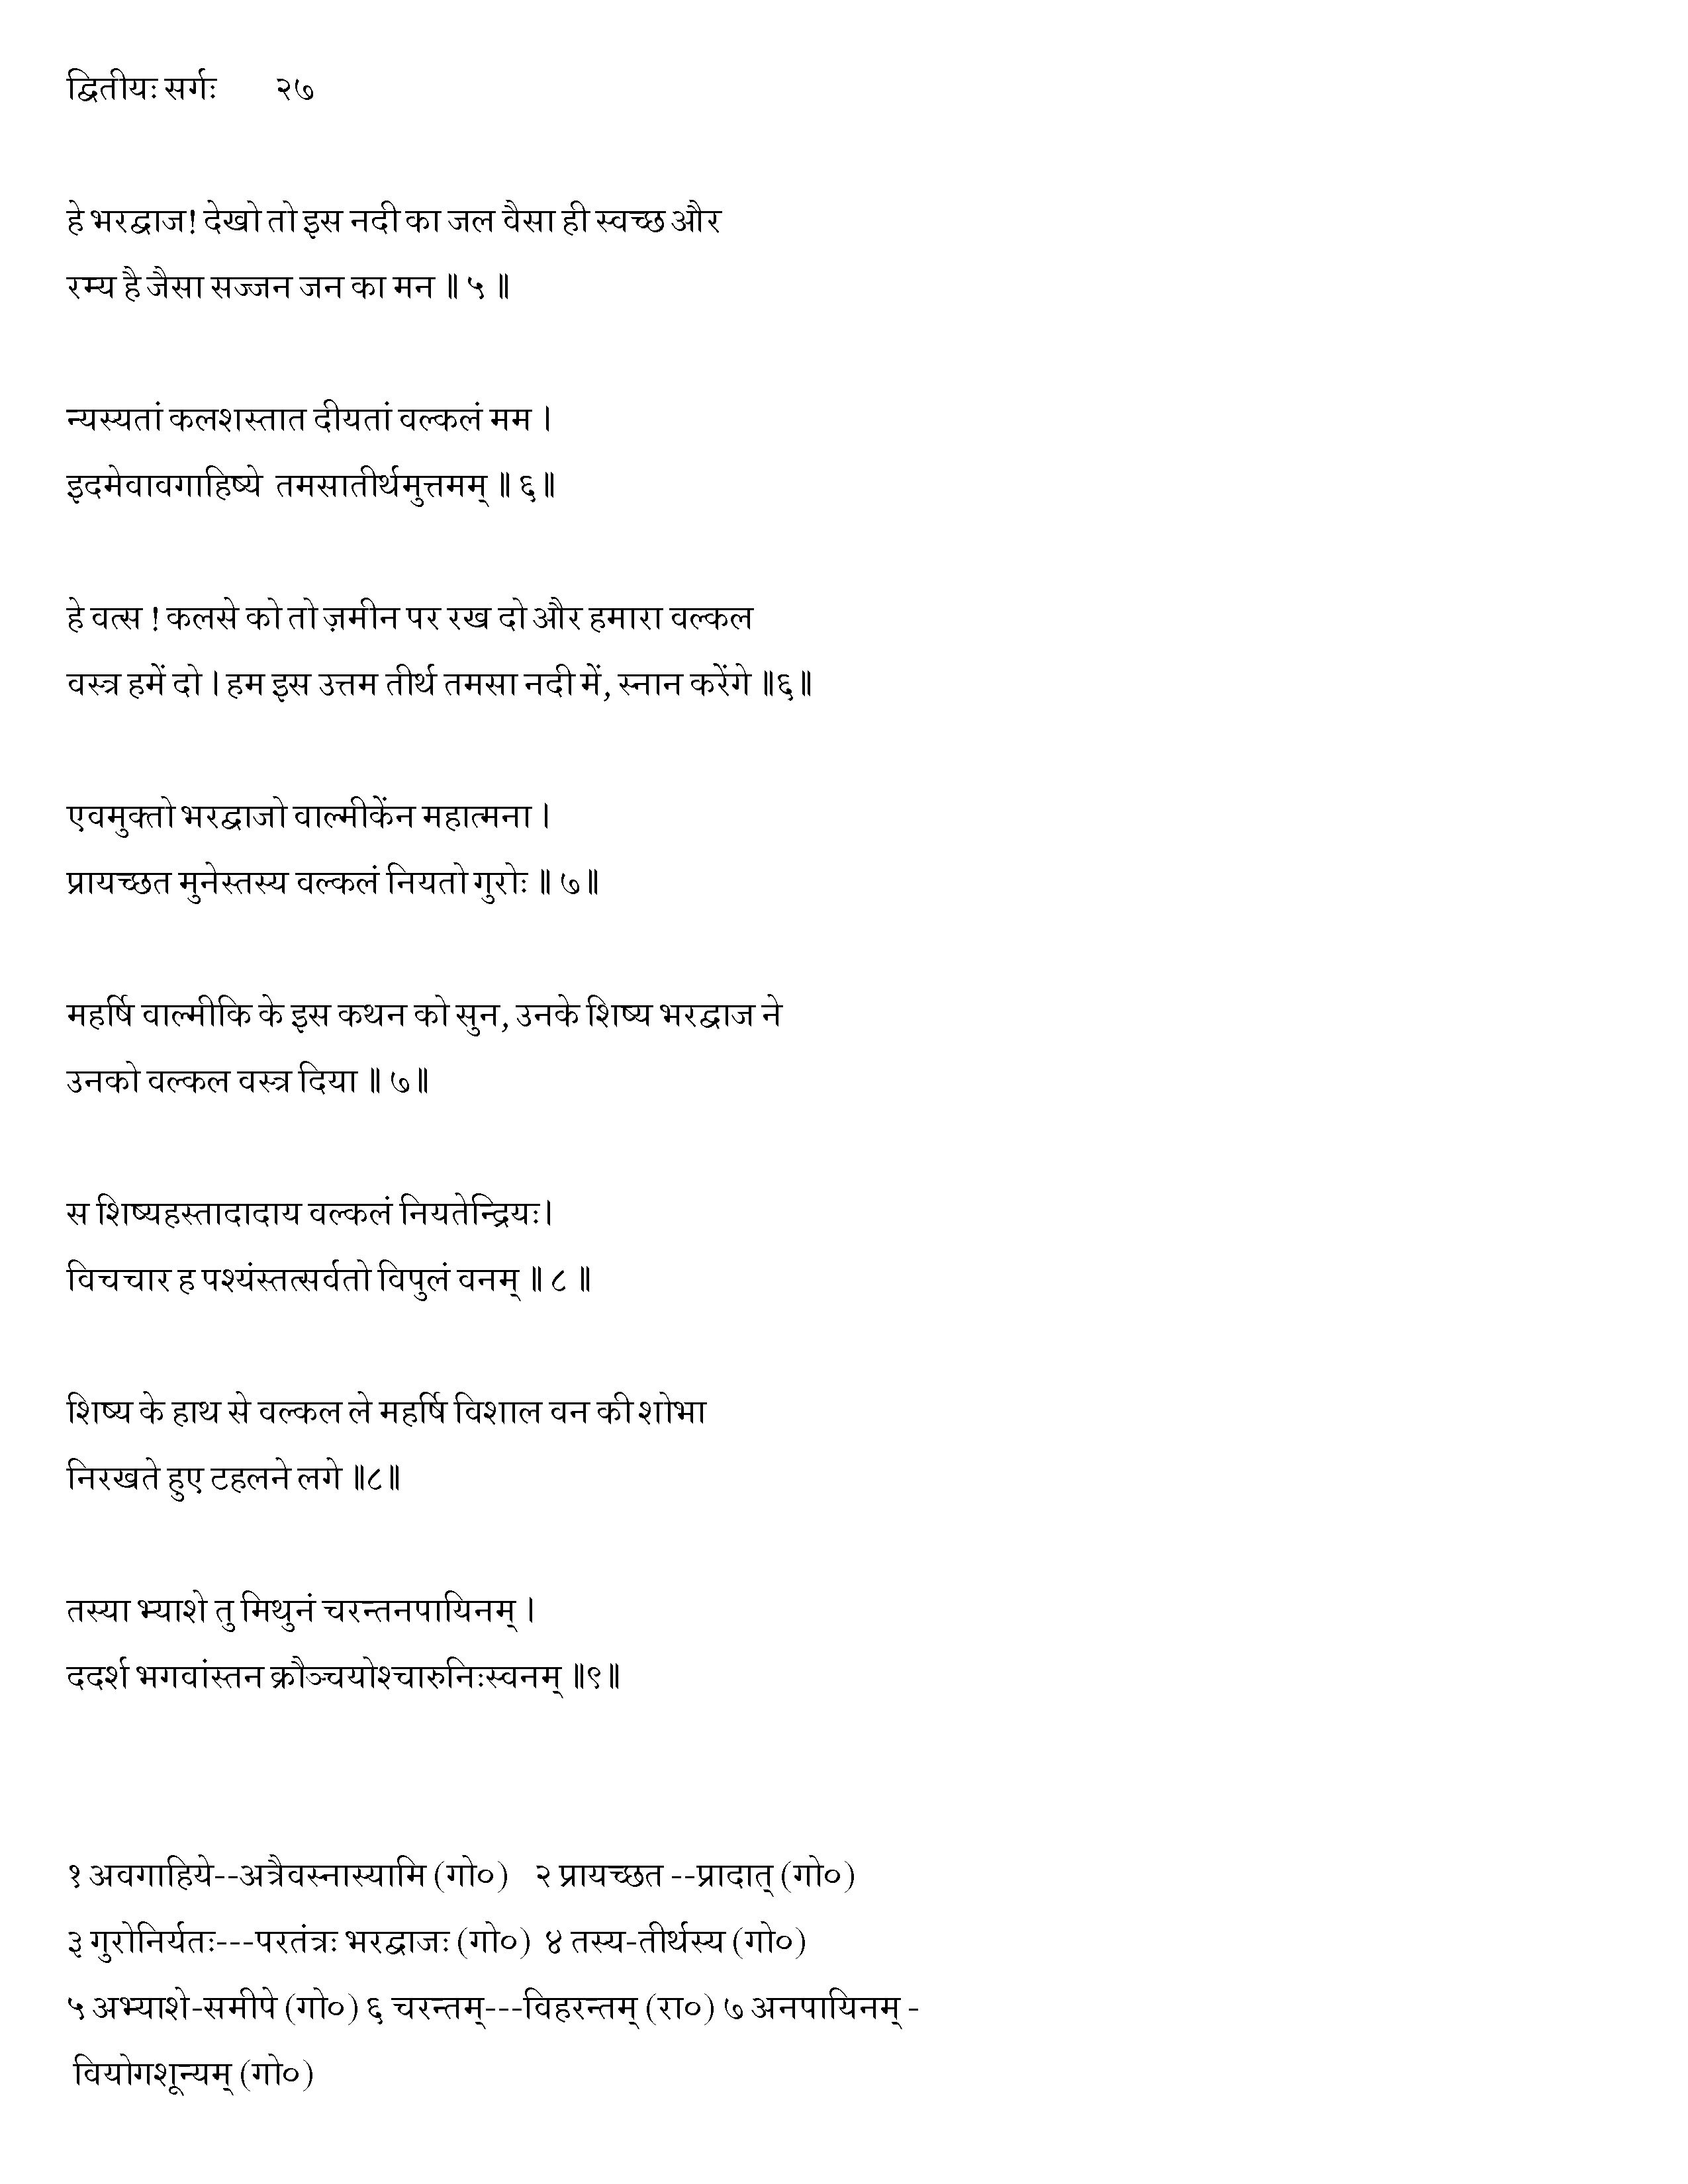 द्वितीयः सर्गः २७
हे भरद्वाज! देखो तो इस नदी का जल वैसा ही स्वच्छ और
रम्य है जैसा सज्जन जन का मन ॥ ५ ॥
न्यस्यतां कलशस्तात दीयतां वल्कलं मम ।
इदमेवावगाहिष्ये तमसातीर्थमुत्तमम् ॥ ६॥
हे वत्स ! कलसे को तो ज़मीन पर रख दो और हमारा वल्कल
वस्त्र हमें दो । हम इस उत्तम तीर्थ तमसा नदी में, स्नान करेंगे ॥६॥
एवमुक्तो भरद्वाजो वाल्मीकेंन महात्मना ।
प्रायच्छत मुनेस्तस्य वल्कलं नियतो गुरोः ॥ ७॥
महर्षि वाल्मीकि के इस कथन को सुन, उनके शिष्य भरद्वाज ने
उनको वल्कल वस्त्र दिया ॥ ७॥
स शिष्यहस्तादादाय वल्कलं नियतेन्द्रियः।
विचचार ह पश्यंस्तत्सर्वतो विपुलं वनम् ॥ ८ ॥
शिष्य के हाथ से वल्कल ले महर्षि विशाल वन की शोभा
निरखते हुए टहलने लगे ॥८॥
तस्या भ्याशे तु मिथुनं चरन्तनपायिनम् ।
ददर्श भगवांस्तन क्रौञ्चयोश्चारुनिःस्वनम् ॥९॥
१ अवगाहिये--अत्रैवस्नास्यामि (गो०) २ प्रायच्छत --प्रादात् (गो०)
३ गुरोनिर्यतः---परतंत्रः भरद्वाजः (गो०) ४ तस्य-तीर्थस्य (गो०)
५ अभ्याशे-समीपे (गो०) ६ चरन्तम्---विहरन्तम् (रा०) ७ अनपायिनम् -
वियोगशून्यम् (गो०)